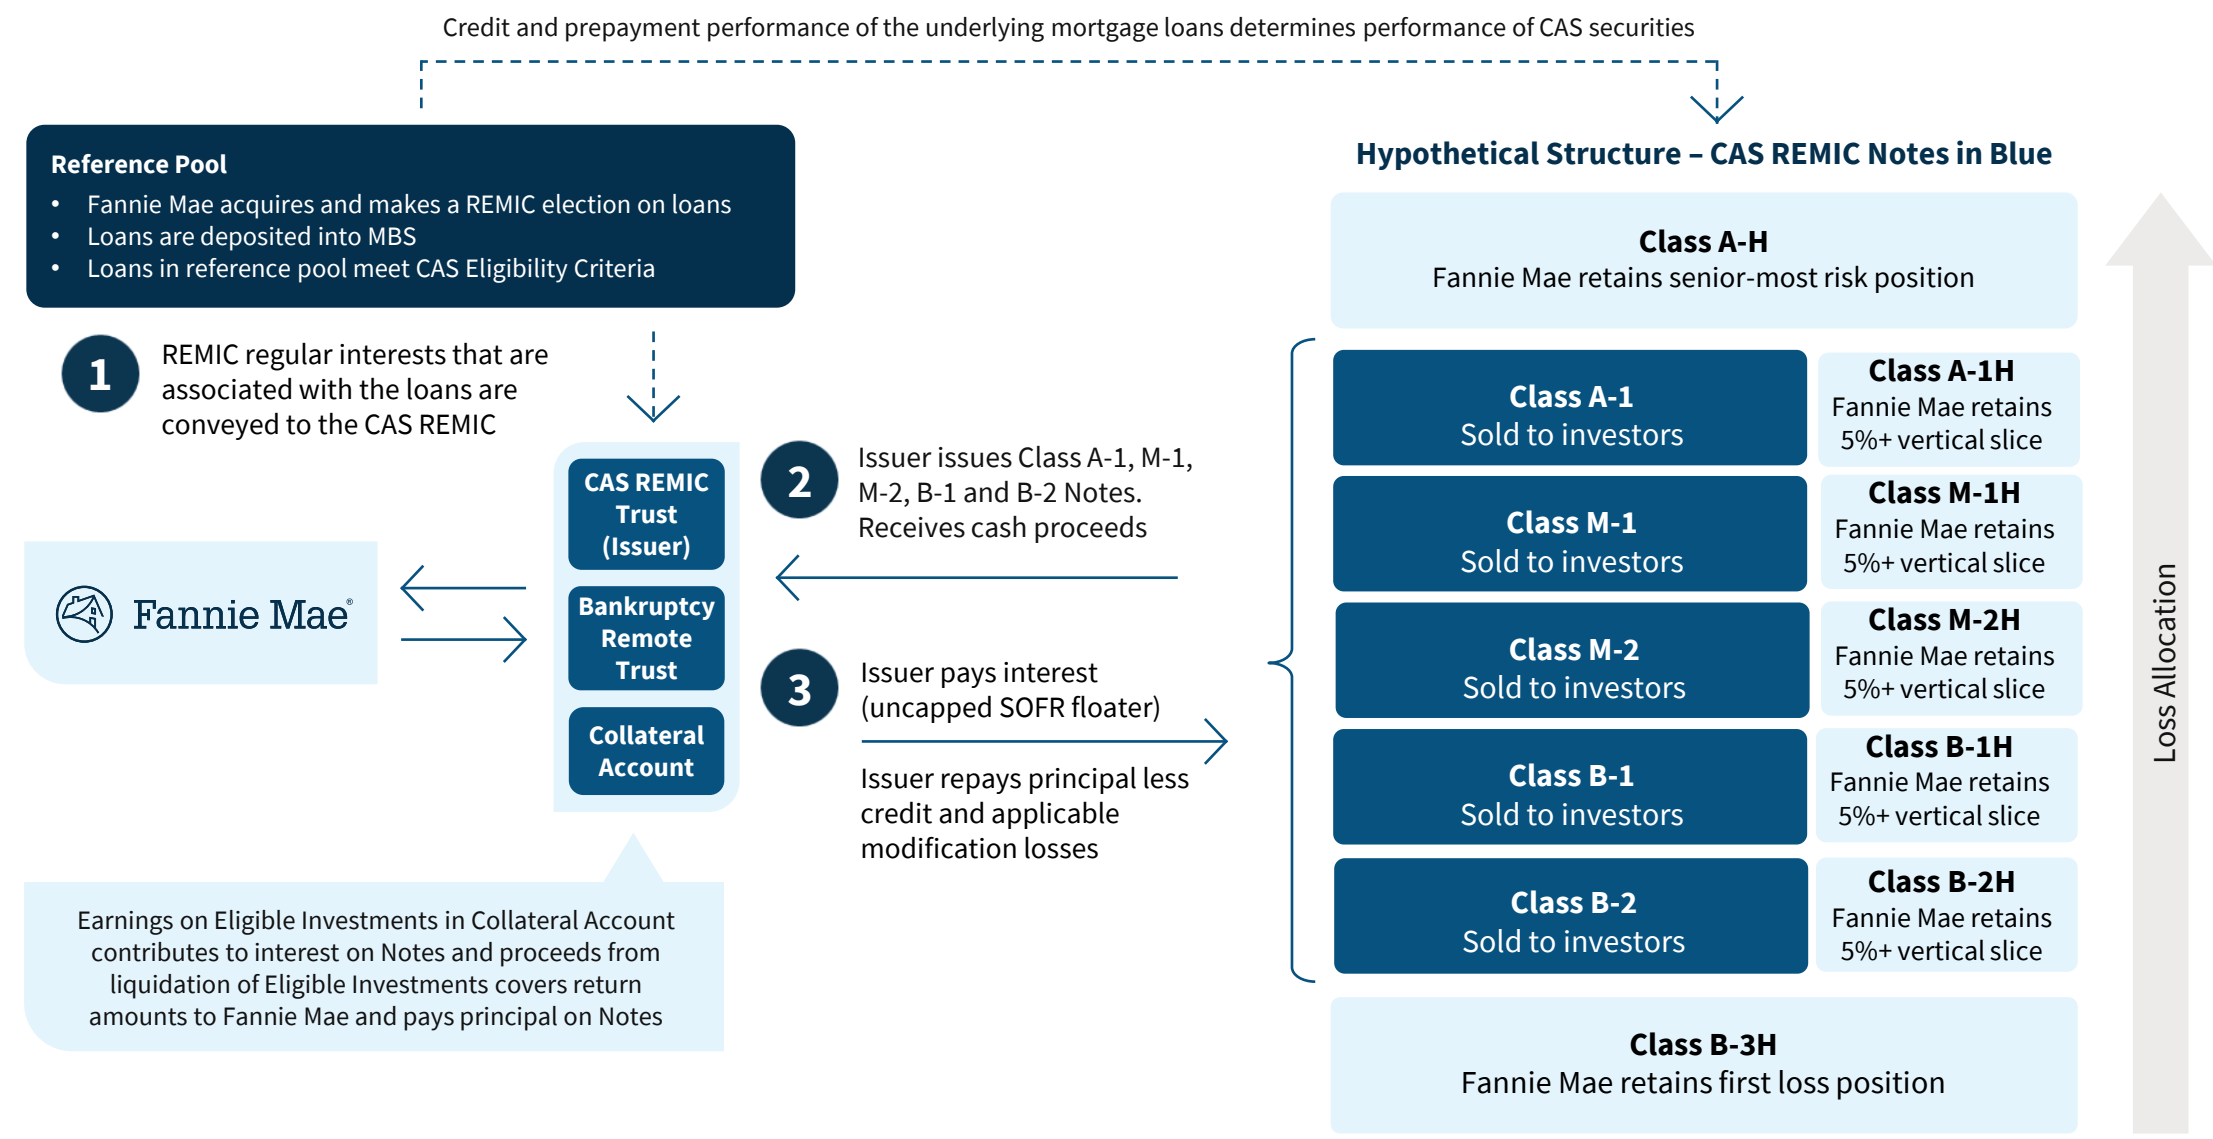 Credit and prepayment performance of the underlying mortgage loans determines performance of CAS securities
Reference Pool
• Fannie Mae acquires and makes a REMIC election on loans
• Loans are deposited into MBS
• Loans in reference pool meet CAS Eligibility Criteria
1
REMIC regular interests that are
associated with the loans are
conveyed to the CAS REMIC
CAS REMIC
Trust
(Issuer)
Bankruptcy
Remote
Trust
Collateral
Account
Fannie Mae®
Earnings on Eligible Investments in Collateral Account
contributes to interest on Notes and proceeds from
liquidation of Eligible Investments covers return
amounts to Fannie Mae and pays principal on Notes
2
Issuer issues Class A-1, M-1,
M-2, B-1 and B-2 Notes.
Receives cash proceeds
3
Issuer pays interest
(uncapped SOFR floater)
Issuer repays principal less
credit and applicable
modification losses
Hypothetical Structure – CAS REMIC Notes in Blue
Class A-H
Fannie Mae retains senior-most risk position
Class A-1
Sold to investors
Class A-1H
Fannie Mae retains
5%+ vertical slice
Class M-1
Sold to investors
Class M-1H
Fannie Mae retains
5%+ vertical slice
Class M-2
Sold to investors
Class M-2H
Fannie Mae retains
5%+ vertical slice
Class B-1
Sold to investors
Class B-1H
Fannie Mae retains
5%+ vertical slice
Class B-2
Sold to investors
Class B-2H
Fannie Mae retains
5%+ vertical slice
Class B-3H
Fannie Mae retains first loss position
Loss Allocation